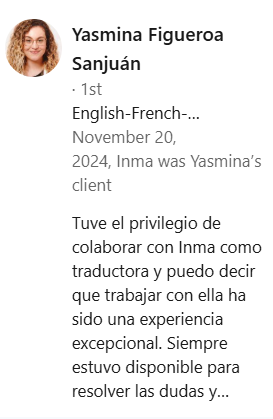 Yasmina Figueroa
Sanjuán
· 1st
English-French-...
November 20,
2024, Inma was Yasmina’s
client
Tuve el privilegio de
colaborar con Inma como
traductora y puedo decir
que trabajar con ella ha
sido una experiencia
excepcional. Siempre
estuvo disponible para
resolver las dudas y...